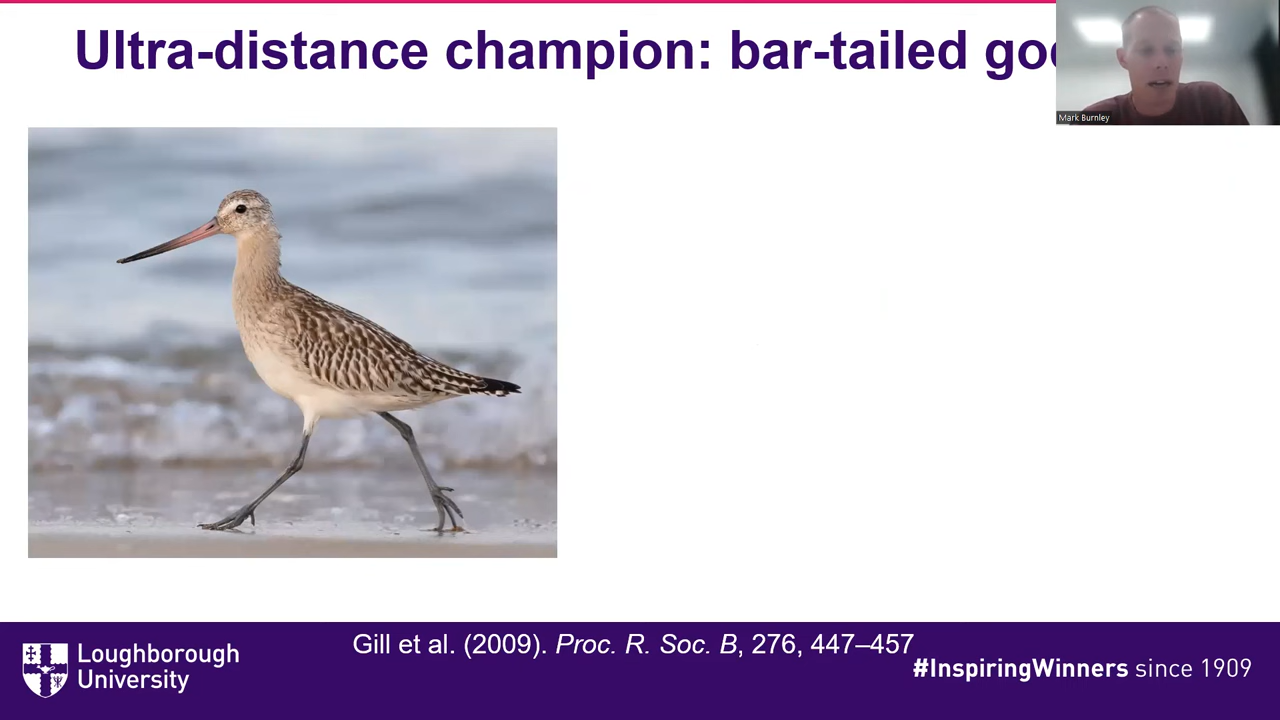 Ultra-distance champion: bar-tailed
Mark Burnley
Gill et al. (2009). Proc. R. Soc. B, 276, 447–457
Loughborough
University
#InspiringWinners since 1909